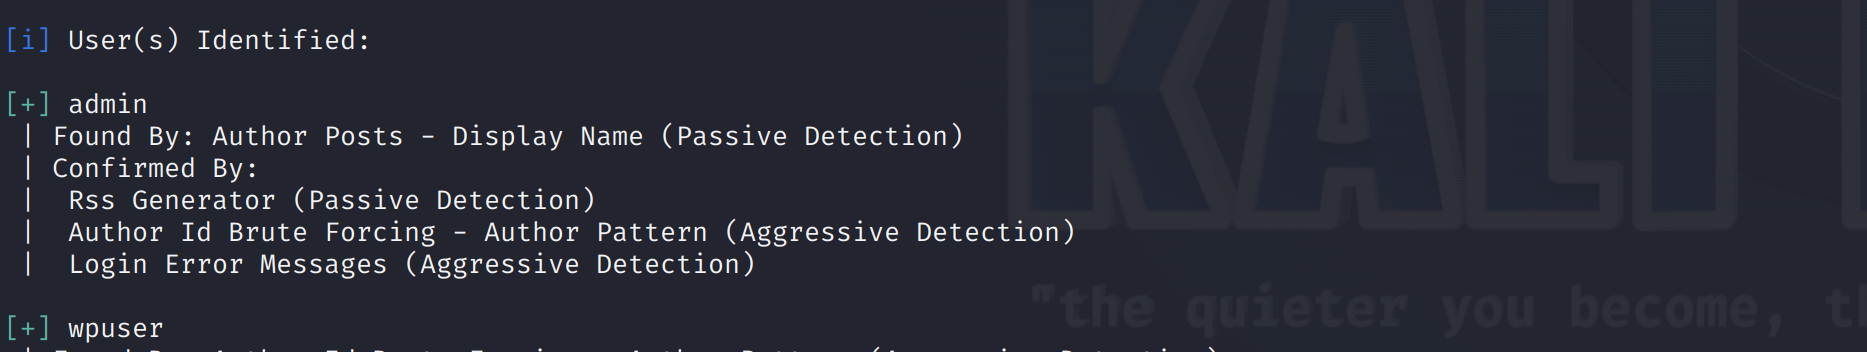 [i] User(s) Identified:
[+] admin
| Found By: Author Posts - Display Name (Passive Detection)
| Confirmed By:
|  Rss Generator (Passive Detection)
|  Author Id Brute Forcing - Author Pattern (Aggressive Detection)
|  Login Error Messages (Aggressive Detection)
[+] wpuser
KALI
"the quieter you become,